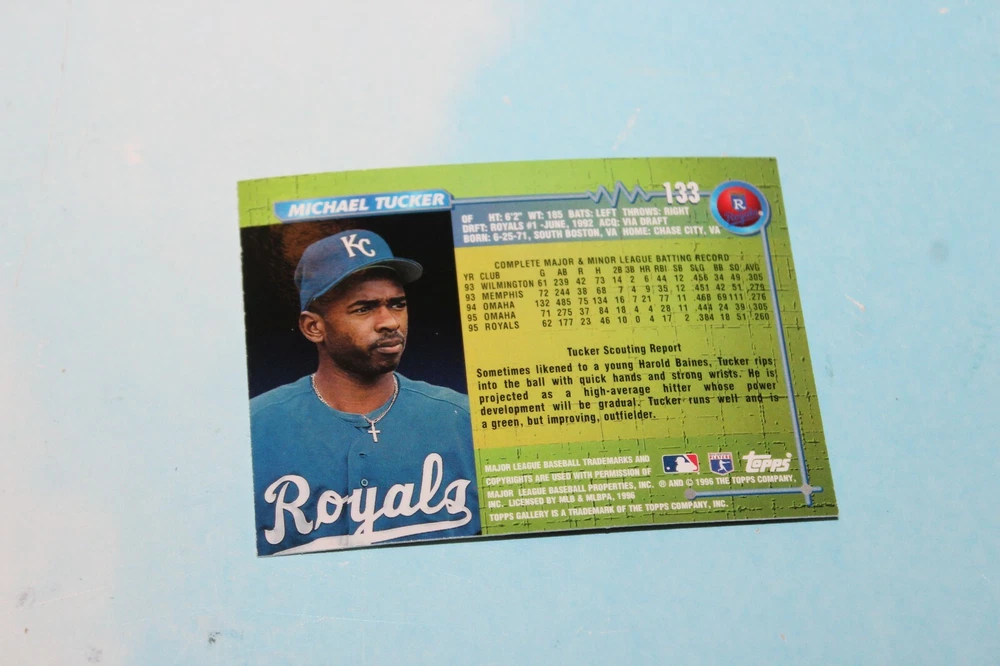 MICHAEL TUCKER
133
R
OF HT: 6'2" WT: 185 BATS: LEFT THROWS: RIGHT
DRFT: ROYALS #1 -JUNE, 1992 ACQ: VIA DRAFT
BORN: 6-25-71, SOUTH BOSTON, VA HOME: CHASE CITY, VA
COMPLETE MAJOR & MINOR LEAGUE BATTING RECORD
YR CLUB G AB R H 2B 3B HR RBI SB SLG BB SO AVG
93 WILMINGTON 61 239 42 73 14 2 6 44 12 .456 34 49 .305
93 MEMPHIS 72 244 38 68 7 4 9 35 12 .451 42 51 .279
94 OMAHA 132 485 75 134 16 7 21 77 11 .468 69 111 .276
95 OMAHA 71 275 37 84 18 4 4 28 11 .444 24 39 .305
95 ROYALS 62 177 23 46 10 0 4 17 2 .384 18 51 .260
Tucker Scouting Report
Sometimes likened to a young Harold Baines, Tucker rips
into the ball with quick hands and strong wrists. He is
projected as a high-average hitter whose power
development will be gradual. Tucker runs well and is
a green, but improving, outfielder.
KC
Royals
MAJOR LEAGUE BASEBALL TRADEMARKS AND
COPYRIGHTS ARE USED WITH PERMISSION OF
MAJOR LEAGUE BASEBALL PROPERTIES, INC. ® AND © 1996 THE TOPPS COMPANY,
INC. LICENSED BY MLB & MLBPA, 1996
TOPPS GALLERY IS A TRADEMARK OF THE TOPPS COMPANY, INC.
Topps